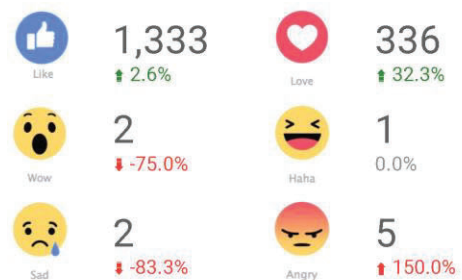 1,333
2.6%
Like
336
32.3%
Love
2
-75.0%
Wow
1
0.0%
Haha
2
-83.3%
Sad
5
150.0%
Angry